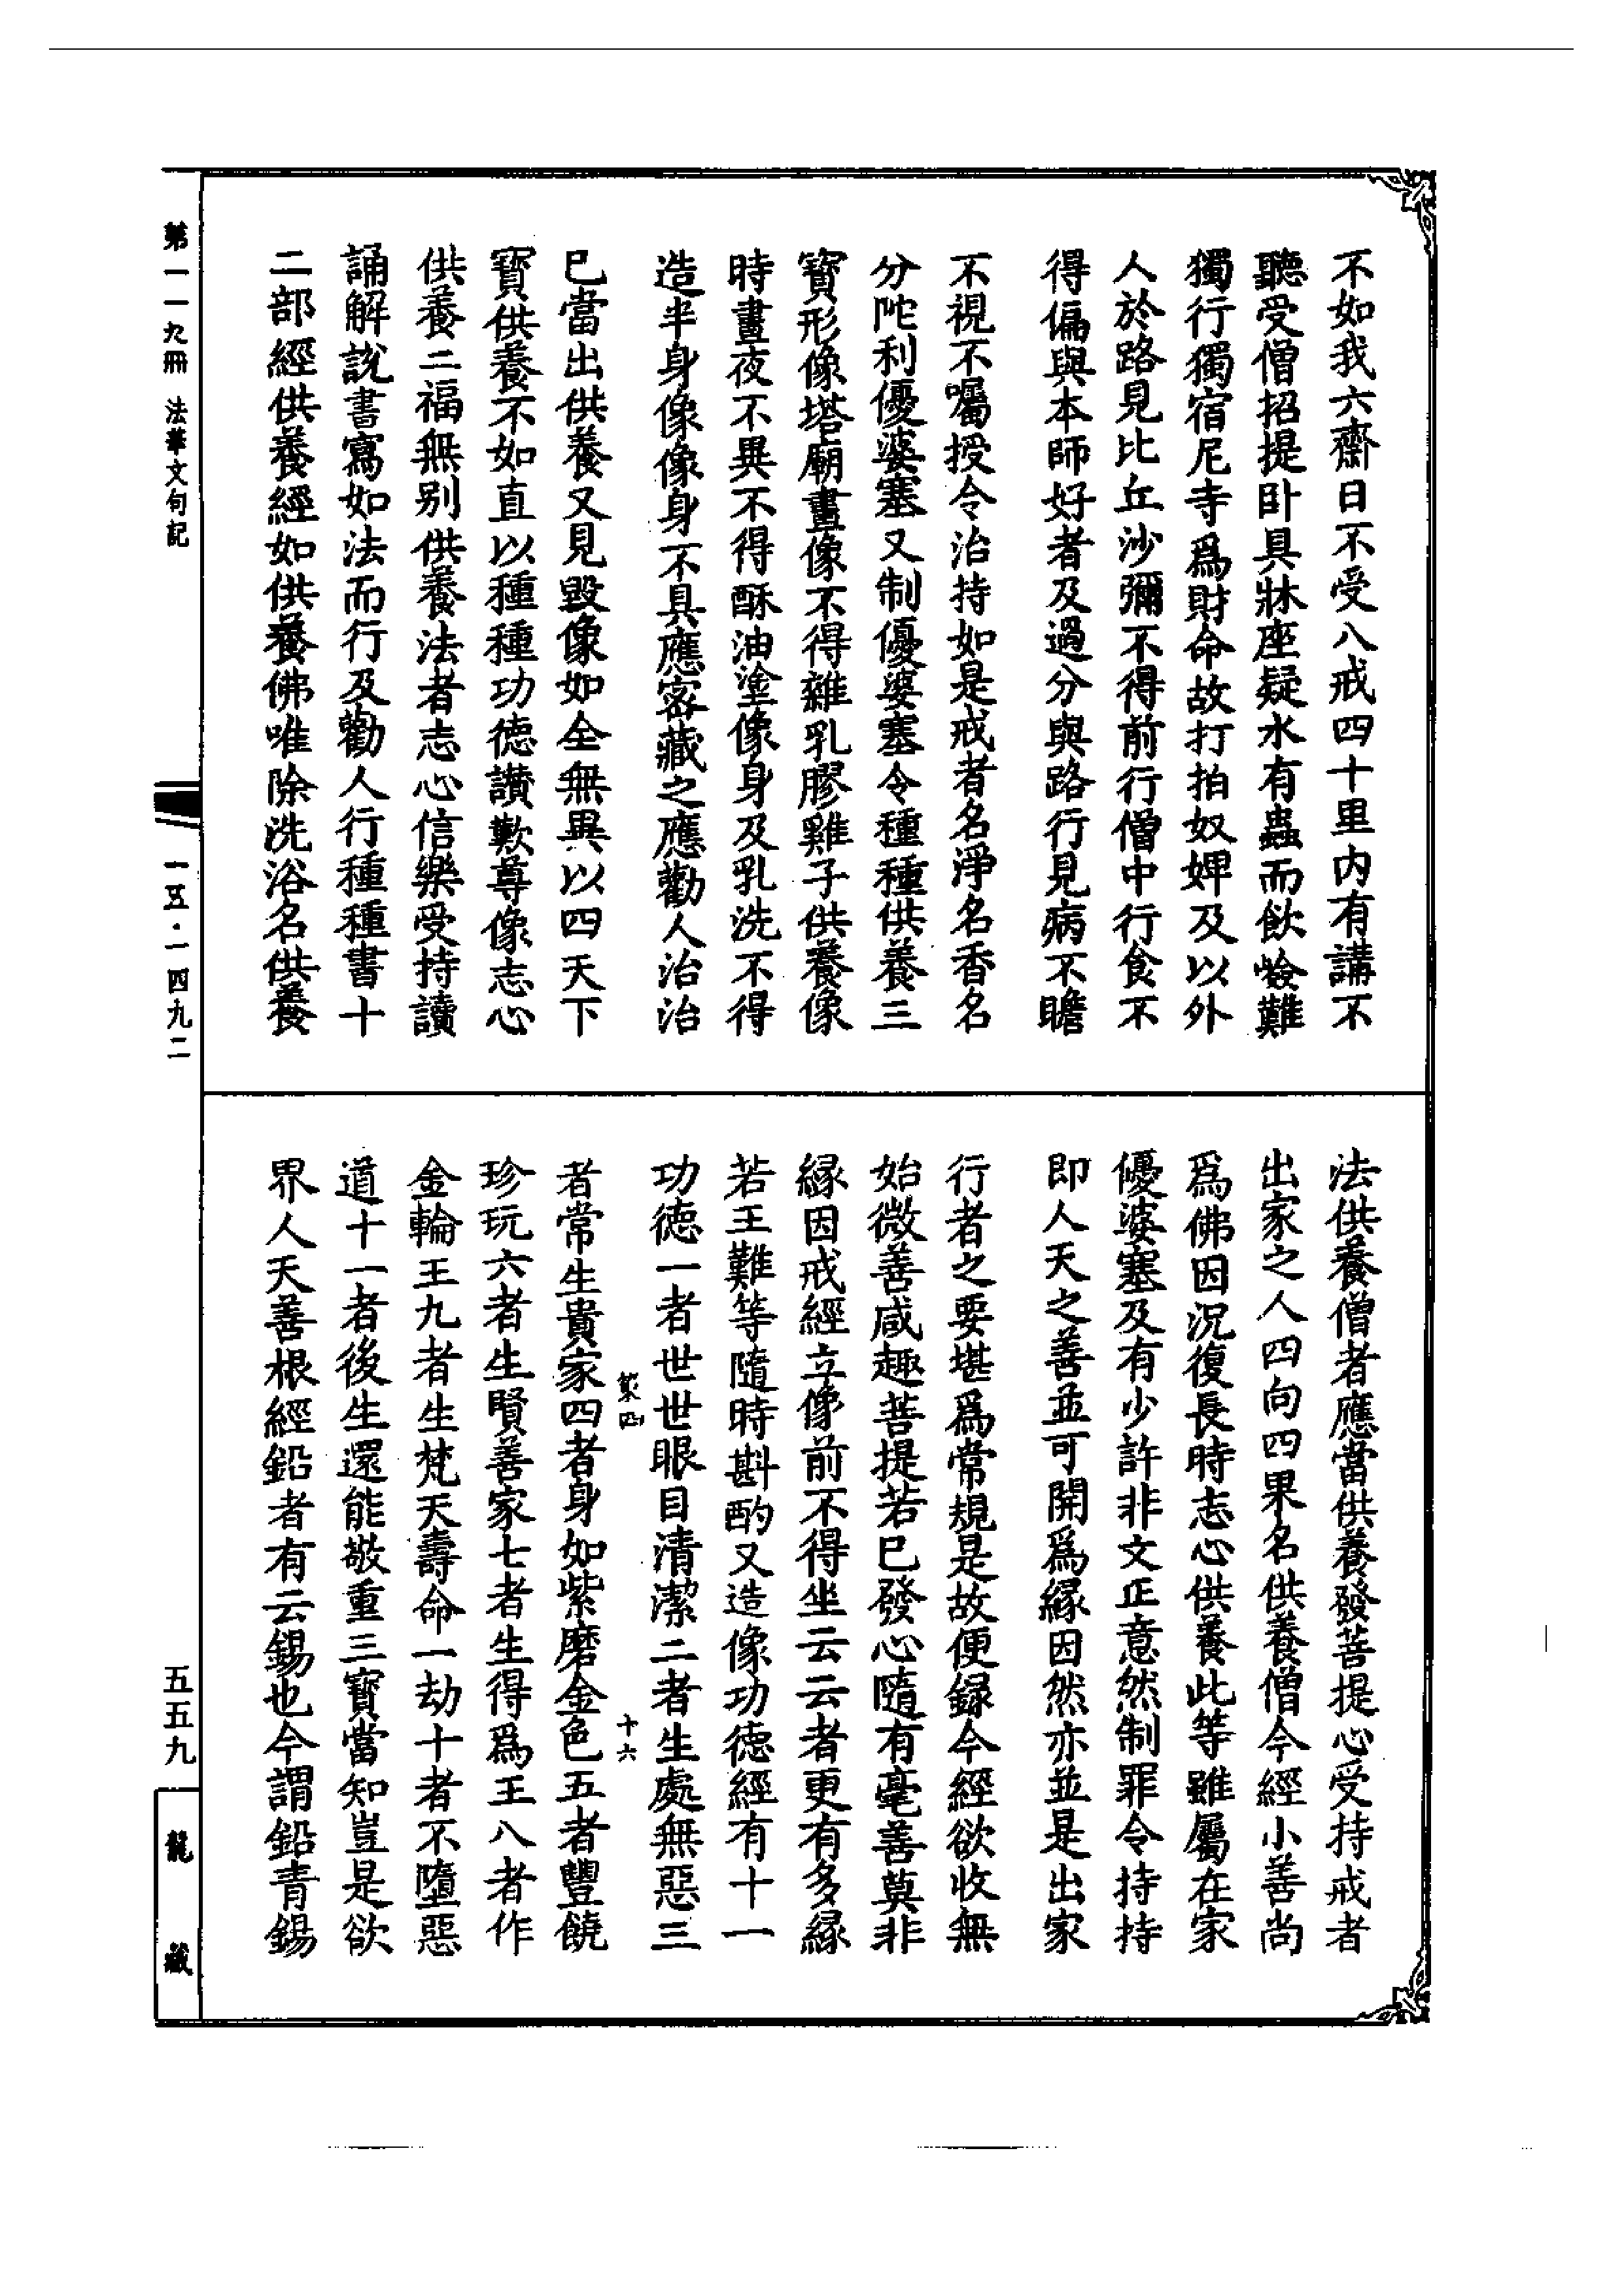 不如我六齋日不受八戒四十里内有講不
聽受僧招提卧具牀座疑水有蟲而飲嶮難
獨行獨宿尼寺爲財命故打拍奴婢及以外
人於路見比丘沙彌不得前行僧中行食不
得偏與本師好者及過分與路行見病不瞻
不視不囑授令治持如是戒者名淨名香名
分陀利優婆塞又制優婆塞令種種供養三
寳形像塔廟畫像不得雜乳膠雞子供養像
時晝夜不異不得酥油塗像身及乳洗不得
造半身像像身不具應密藏之應勸人治治
已當出供養又見毀像如全無異以四天下
寳供養不如直以種種功徳讃歎尊像志心
供養二福無别供養法者志心信樂受持讀
誦解說書寫如法而行及勸人行種種書十
二部經供養經如供養佛唯除洗浴名供養
法供養僧者應當供養發菩提心受持戒者
出家之人四向四果名供養僧今經小善尚
爲佛因況復長時志心供養此等雖屬在家
優婆塞及有少許非文正意然制罪令持持
即人天之善並可開爲緣因然亦並是出家
行者之要堪爲常規是故便録今經欲收無
始微善咸趣菩提若已發心隨有毫善莫非
緣因戒經立像前不得坐云云者更有多緣
若王難等隨時斟酌又造像功德經有十一
功德一者世世眼目清潔二者生處無惡三
者常生貴家四者身如紫磨金色五者豐饒
珍玩六者生賢善家七者生得爲王八者作
金輪王九者生梵天壽命一劫十者不墮惡
道十一者後生還能敬重三寳當知豈是欲
界人天善根經鉛者有云錫也今謂鉛青錫
第四
十六
第一一九冊 法華文句記
一五·一四九二
五五九
龍藏